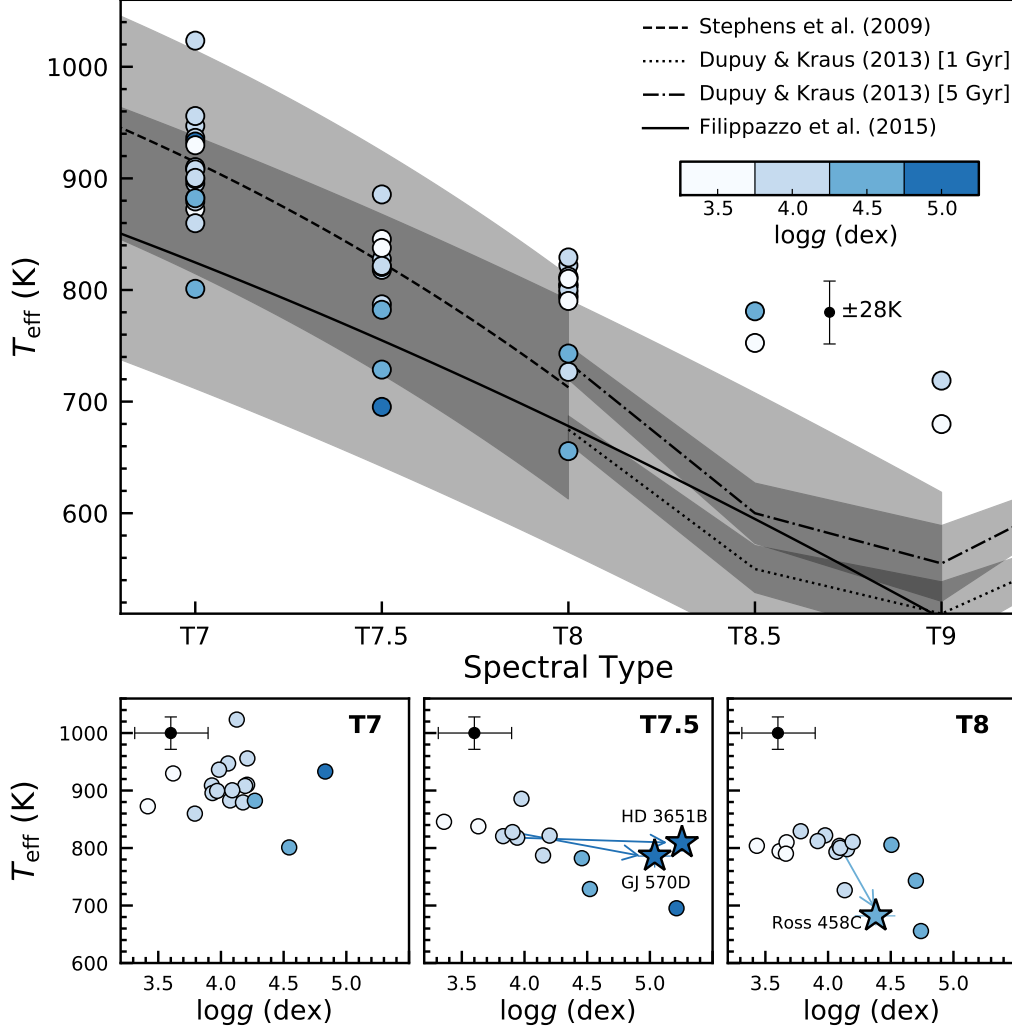 Stephens et al. (2009)
Dupuy & Kraus (2013) [1 Gyr]
Dupuy & Kraus (2013) [5 Gyr]
Filippazzo et al. (2015)
3.5 4.0 4.5 5.0
logg (dex)
±28K
T_eff (K)
1000
900
800
700
600
T7 T7.5 T8 T8.5 T9
Spectral Type
T7
T7.5
T8
HD 3651B
GJ 570D
Ross 458C
T_eff (K)
1000
900
800
700
600
3.5 4.0 4.5 5.0
3.5 4.0 4.5 5.0
3.5 4.0 4.5 5.0
logg (dex)
logg (dex)
logg (dex)